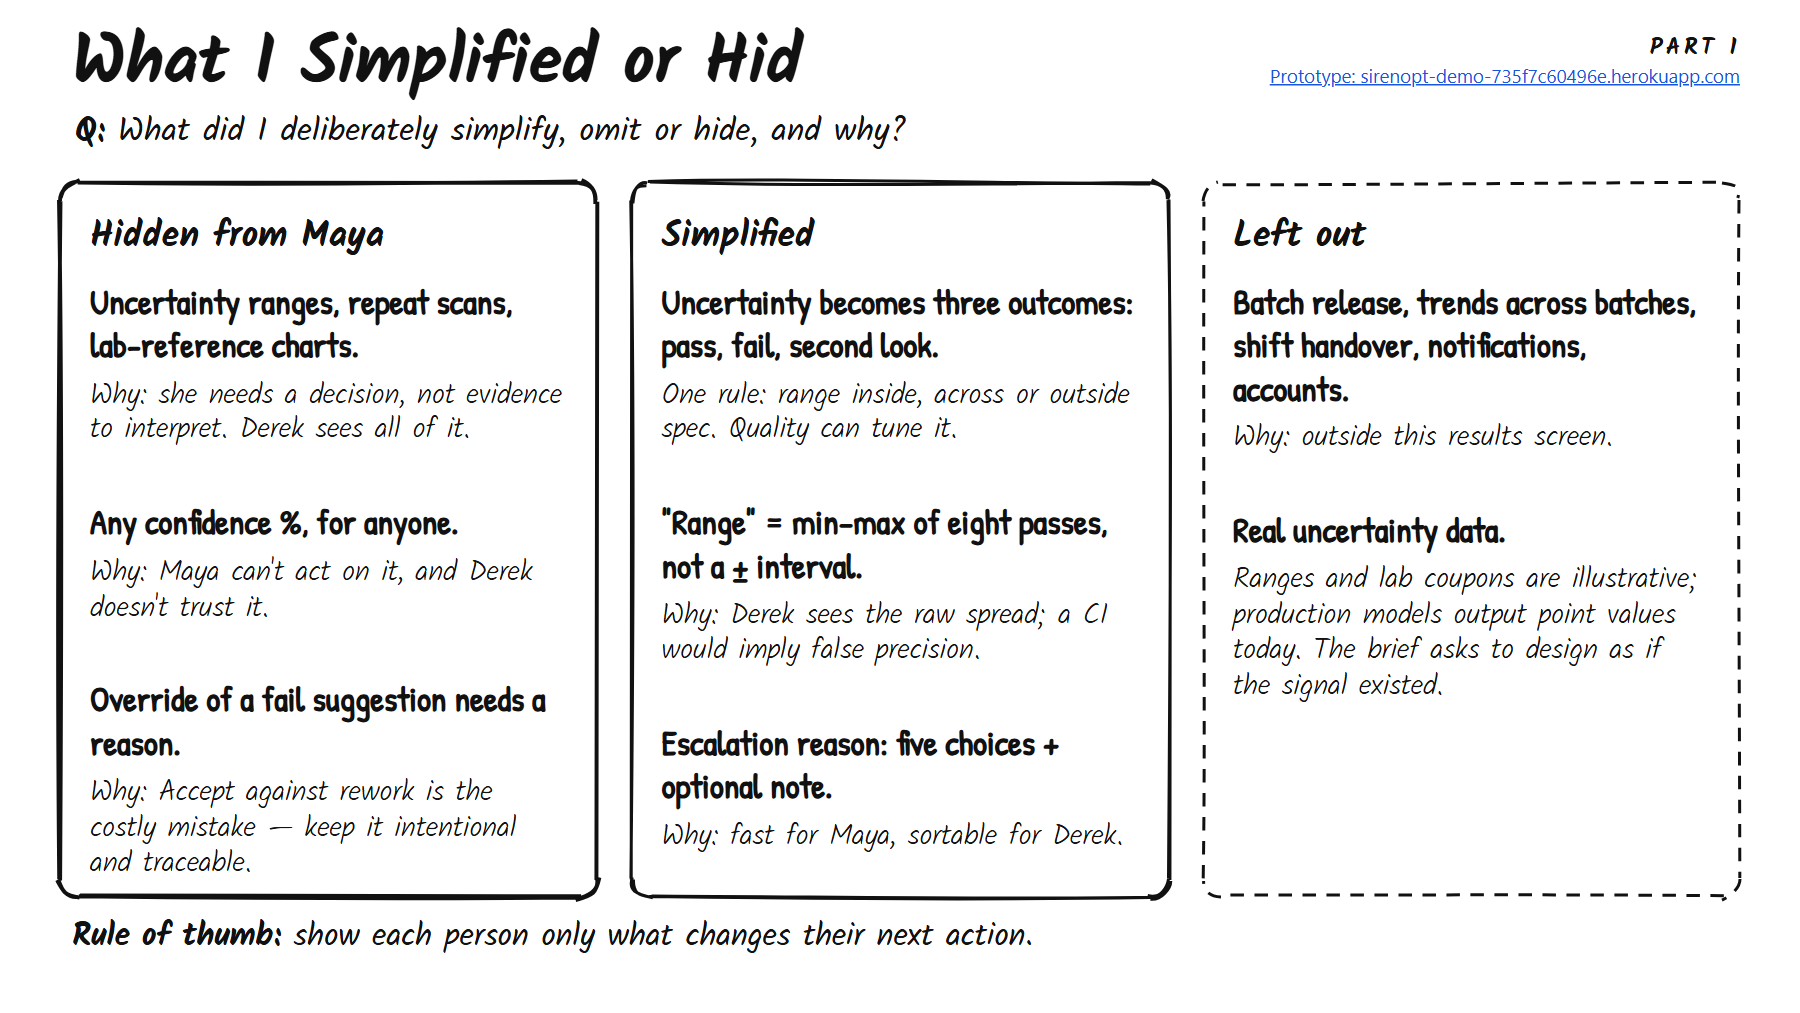 What I Simplified or Hid
PART 1
Prototype: sirenopt-demo-735f7c60496e.herokuapp.com
Q: What did I deliberately simplify, omit or hide, and why?
Hidden from Maya
Uncertainty ranges, repeat scans,
lab-reference charts.
Why: she needs a decision, not evidence
to interpret. Derek sees all of it.
Any confidence %, for anyone.
Why: Maya can't act on it, and Derek
doesn't trust it.
Override of a fail suggestion needs a
reason.
Why: Accept against rework is the
costly mistake — keep it intentional
and traceable.
Simplified
Uncertainty becomes three outcomes:
pass, fail, second look.
One rule: range inside, across or outside
spec. Quality can tune it.
"Range" = min-max of eight passes,
not a ± interval.
Why: Derek sees the raw spread; a CI
would imply false precision.
Escalation reason: five choices +
optional note.
Why: fast for Maya, sortable for Derek.
Left out
Batch release, trends across batches,
shift handover, notifications,
accounts.
Why: outside this results screen.
Real uncertainty data.
Ranges and lab coupons are illustrative;
production models output point values
today. The brief asks to design as if
the signal existed.
Rule of thumb: show each person only what changes their next action.